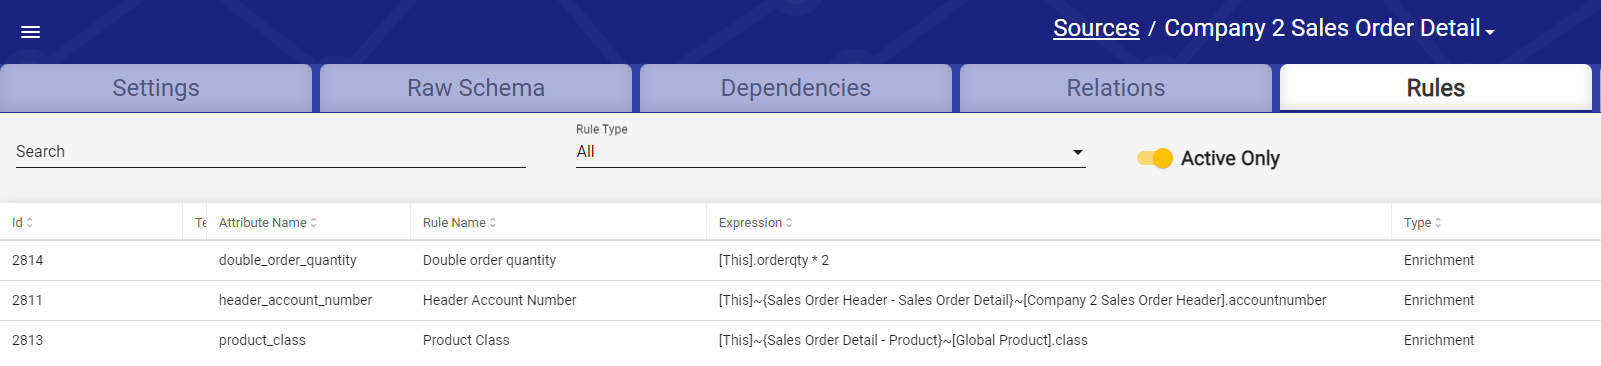 Sources / Company 2 Sales Order Detail
Settings Raw Schema Dependencies Relations Rules
Rule Type
Search All Active Only
Id Te Attribute Name Rule Name Expression Type
2814 double_order_quantity Double order quantity [This].orderqty * 2 Enrichment
2811 header_account_number Header Account Number [This]~{Sales Order Header - Sales Order Detail}~[Company 2 Sales Order Header].accountnumber Enrichment
2813 product_class Product Class [This]~{Sales Order Detail - Product}~[Global Product].class Enrichment